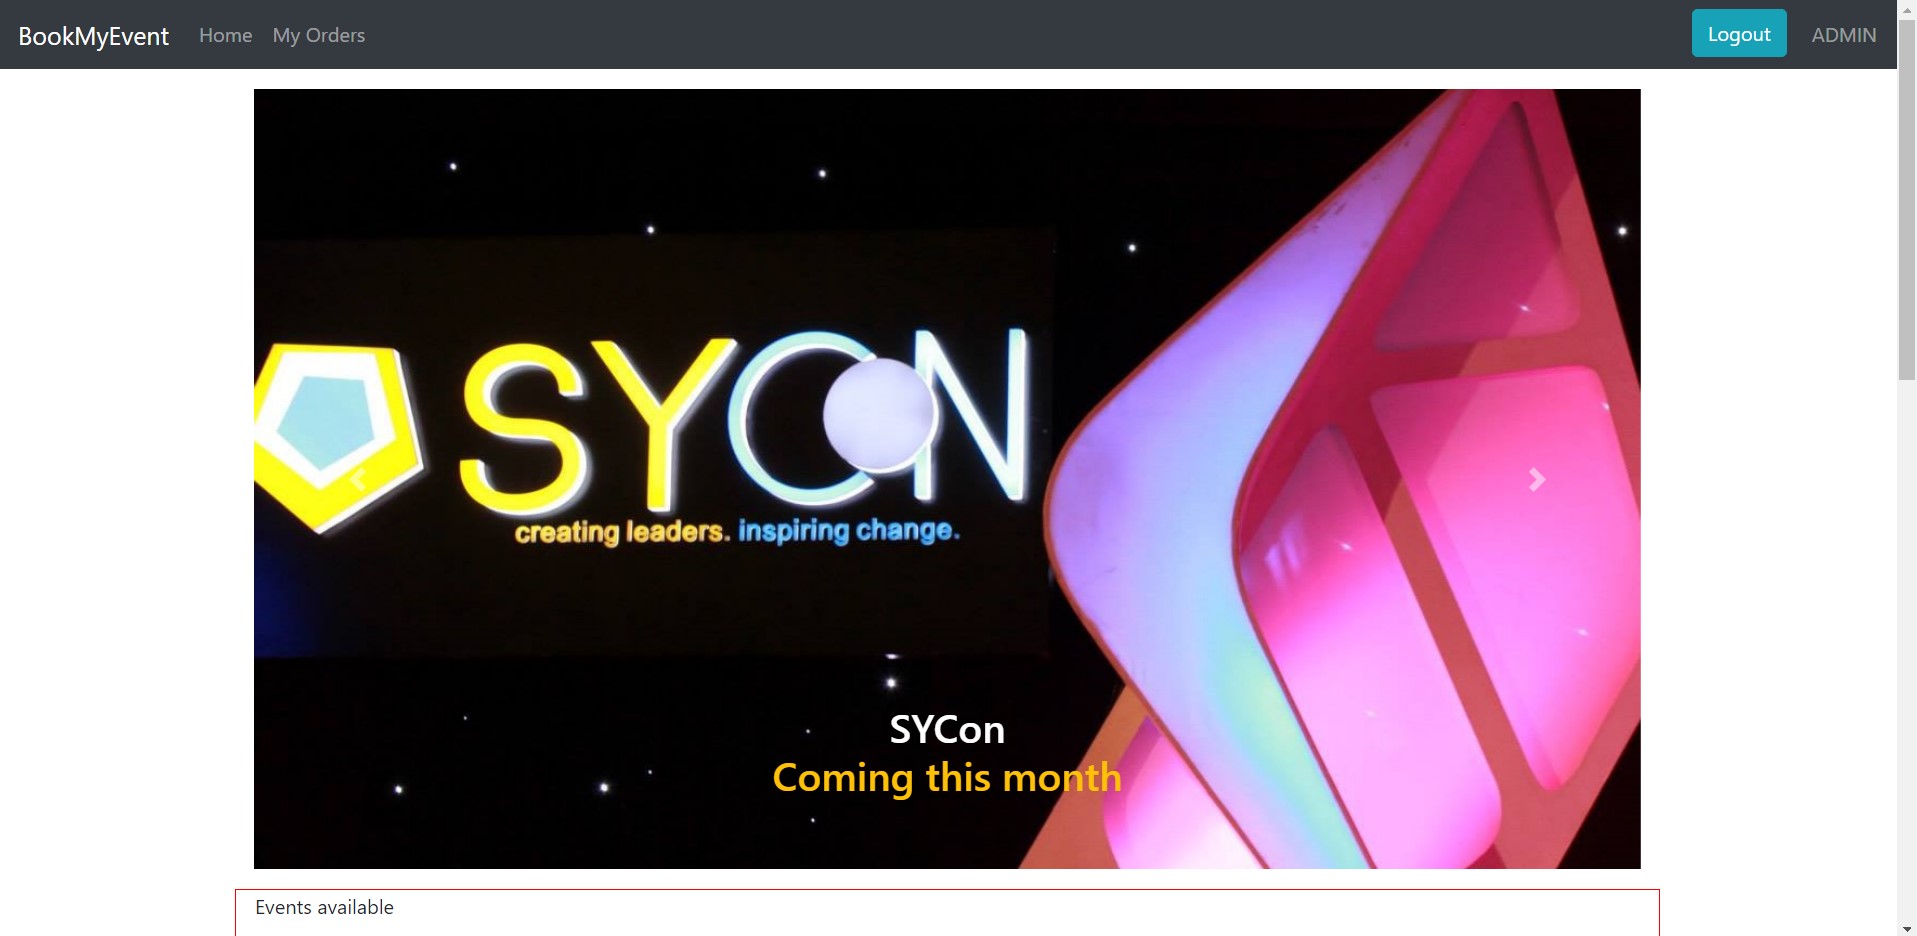 BookMyEvent Home My Orders Logout ADMIN
SYCON
creating leaders. inspiring change.
SYCon
Coming this month
Events available